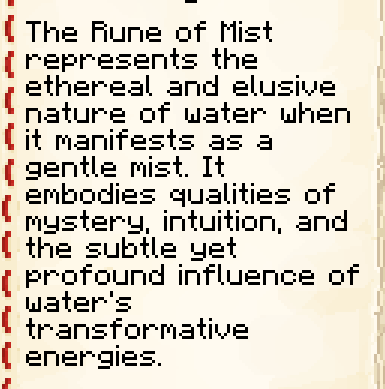 The Rune of Mist
represents the
ethereal and elusive
nature of water when
it manifests as a
gentle mist. It
embodies qualities of
mystery, intuition, and
the subtle yet
profound influence of
water's
transformative
energies.